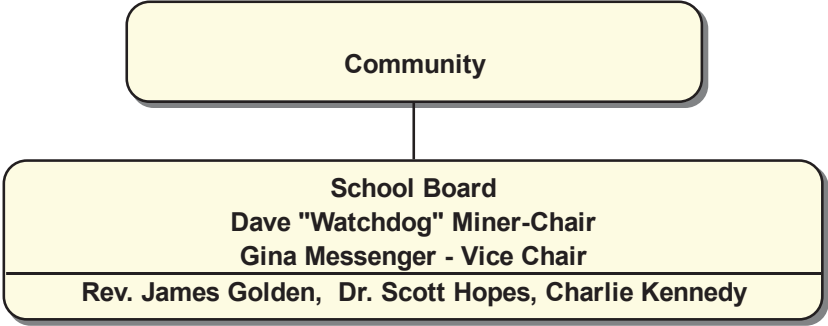 Community
School Board
Dave "Watchdog" Miner-Chair
Gina Messenger - Vice Chair
Rev. James Golden,  Dr. Scott Hopes, Charlie Kennedy